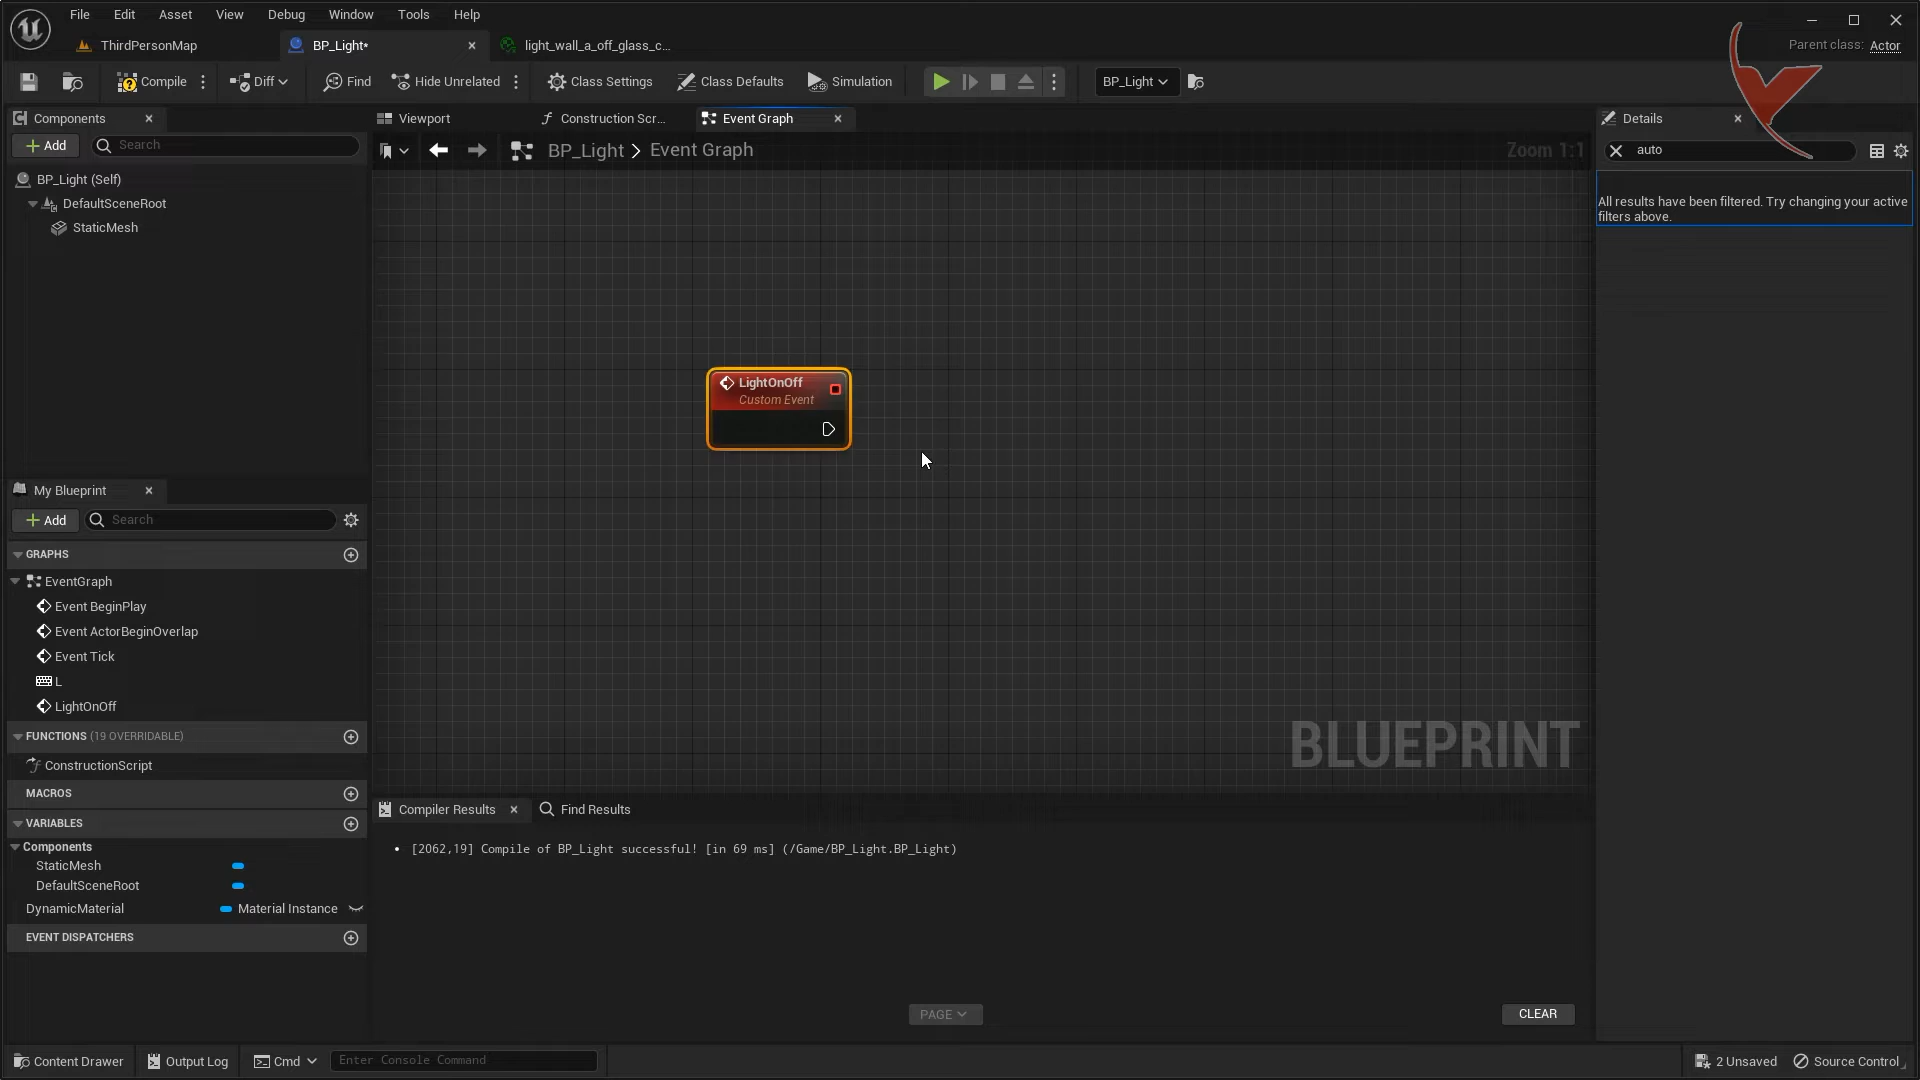 File Edit Asset View Debug Window Tools Help
ThirdPersonMap BP_Light* light_wall_a_off_glass_c... Parent class: Actor
Compile Diff Find Hide Unrelated Class Settings Class Defaults Simulation BP_Light
Components Viewport Construction Scr... Event Graph Details
Add Search BP_Light Event Graph Zoom 1:1 auto
BP_Light (Self)
DefaultSceneRoot
StaticMesh
All results have been filtered. Try changing your active
filters above.
LightOnOff
Custom Event
My Blueprint
Add Search
GRAPHS
EventGraph
Event BeginPlay
Event ActorBeginOverlap
Event Tick
L
LightOnOff
FUNCTIONS (19 OVERRIDABLE)
ConstructionScript
MACROS
VARIABLES
Components
StaticMesh
DefaultSceneRoot
DynamicMaterial Material Instance
EVENT DISPATCHERS
BLUEPRINT
Compiler Results Find Results
• [2062,19] Compile of BP_Light successful! [in 69 ms] (/Game/BP_Light.BP_Light)
PAGE CLEAR
Content Drawer Output Log Cmd Enter Console Command 2 Unsaved Source Control